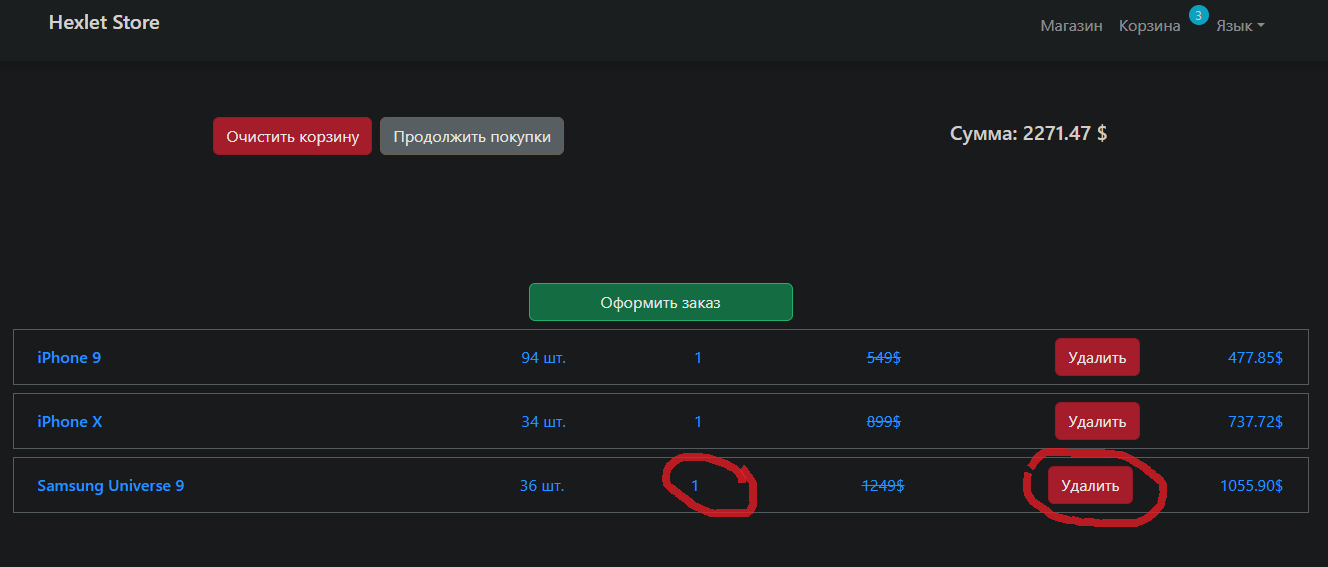 Hexlet Store
Магазин Корзина 3 Язык
Очистить корзину Продолжить покупки Сумма: 2271.47 $
Оформить заказ
iPhone 9 94 шт. 1 549$ Удалить 477.85$
iPhone X 34 шт. 1 899$ Удалить 737.72$
Samsung Universe 9 36 шт. 1 1249$ Удалить 1055.90$